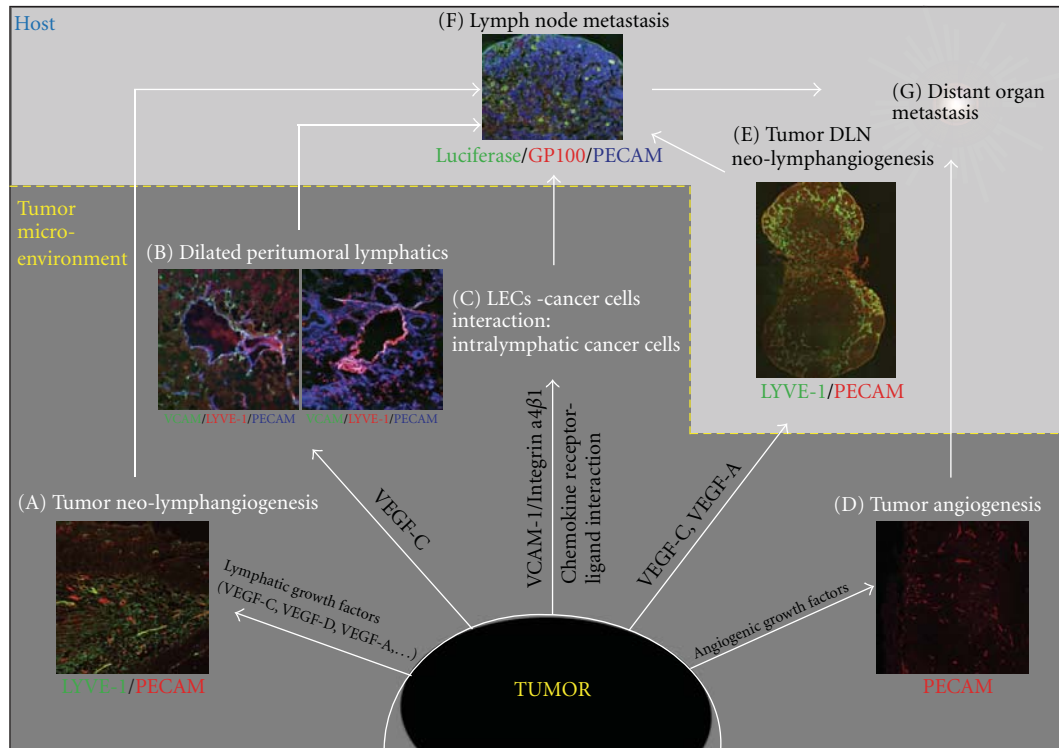 Host
(F) Lymph node metastasis
Luciferase/GP100/PECAM
(G) Distant organ
metastasis
(E) Tumor DLN
neo-lymphangiogenesis
LYVE-1/PECAM
Tumor
micro-
environment
(B) Dilated peritumoral lymphatics
/LYVE-1/PECAM
/LYVE-1/PECAM
(C) LECs -cancer cells
interaction:
intralymphatic cancer cells
(A) Tumor neo-lymphangiogenesis
LYVE-1/PECAM
Lymphatic growth factors
(VEGF-C, VEGF-D, VEGF-A,...)
VEGF-C
VCAM-1/Integrin a4β1
Chemokine receptor-
ligand interaction
VEGF-C, VEGF-A
Angiogenic growth factors
(D) Tumor angiogenesis
PECAM
TUMOR